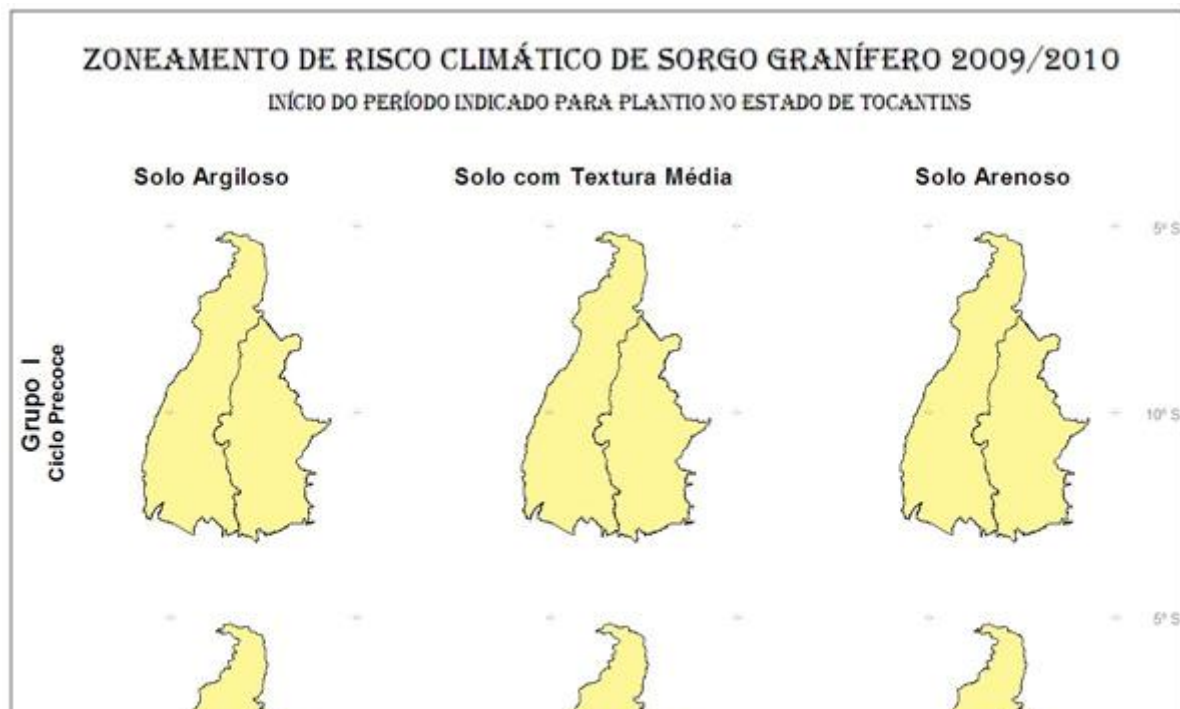 ZONEAMENTO DE RISCO CLIMÁTICO DE SORGO GRANÍFERO 2009/2010
INÍCIO DO PERÍODO INDICADO PARA PLANTIO NO ESTADO DE TOCANTINS
Solo Argiloso
Solo com Textura Média
Solo Arenoso
5º S
Grupo I
Ciclo Precoce
10º S
5º S